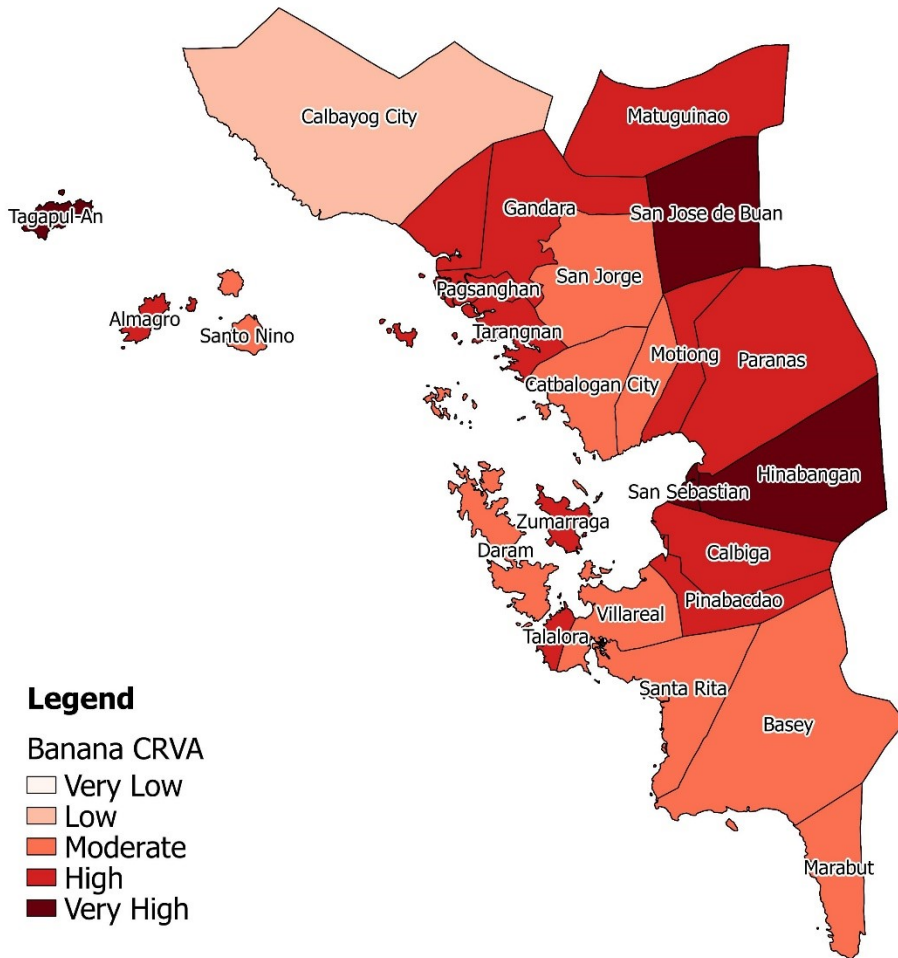 Calbayog City
Matuguinao
Tagapul-An
Gandara
San Jose de Buan
San Jorge
Pagsanghan
Almagro
Santo Nino
Tarangnan
Motiong
Paranas
Catbalogan City
Hinabangan
San Sebastian
Zumarraga
Daram
Calbiga
Pinabacdao
Villareal
Talalora
Santa Rita
Basey
Marabut
Legend
Banana CRVA
Very Low
Low
Moderate
High
Very High